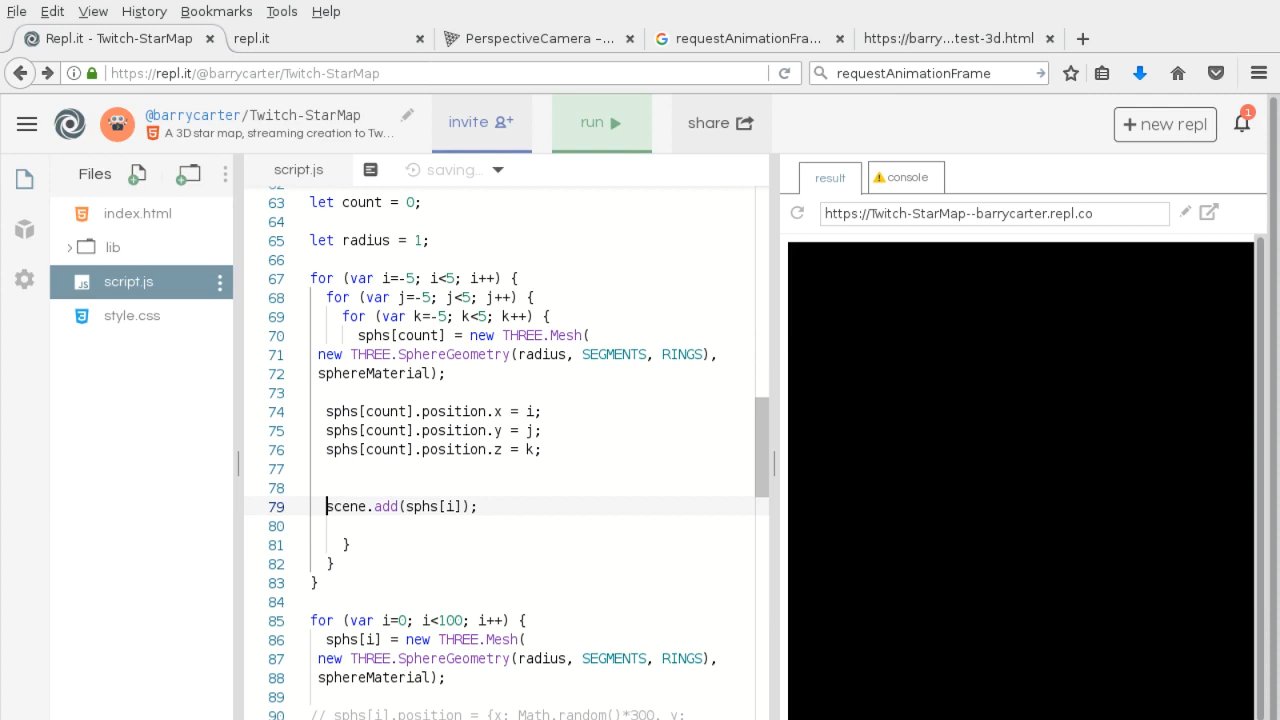 File Edit View History Bookmarks Tools Help
Repl.it - Twitch-StarMap × repl.it × PerspectiveCamera –... × requestAnimationFra... × https://barry...test-3d.html ×
https://repl.it/@barrycarter/Twitch-StarMap requestAnimationFrame
@barrycarter/Twitch-StarMap
A 3D star map, streaming creation to Tw...
invite
run
share
+ new repl
1
Files
index.html
lib
script.js
style.css
script.js saving...
63 let count = 0;
64
65 let radius = 1;
66
67 for (var i=-5; i<5; i++) {
68 for (var j=-5; j<5; j++) {
69 for (var k=-5; k<5; k++) {
70 sphs[count] = new THREE.Mesh(
71 new THREE.SphereGeometry(radius, SEGMENTS, RINGS),
72 sphereMaterial);
73
74 sphs[count].position.x = i;
75 sphs[count].position.y = j;
76 sphs[count].position.z = k;
77
78
79 scene.add(sphs[i]);
80
81 }
82 }
83 }
84
85 for (var i=0; i<100; i++) {
86 sphs[i] = new THREE.Mesh(
87 new THREE.SphereGeometry(radius, SEGMENTS, RINGS),
88 sphereMaterial);
89
90 // sphs[i].position = {x: Math.random()*300, y:
result console
https://Twitch-StarMap--barrycarter.repl.co